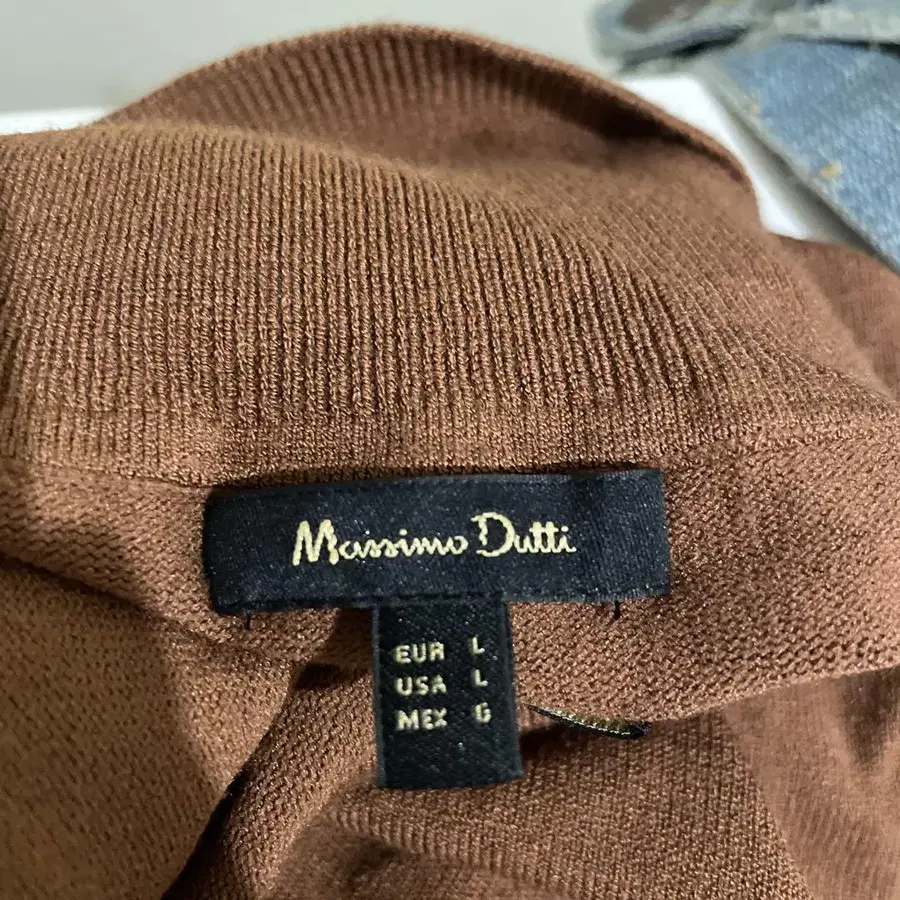 Massimo Dutti
EUR L
USA L
MEX G